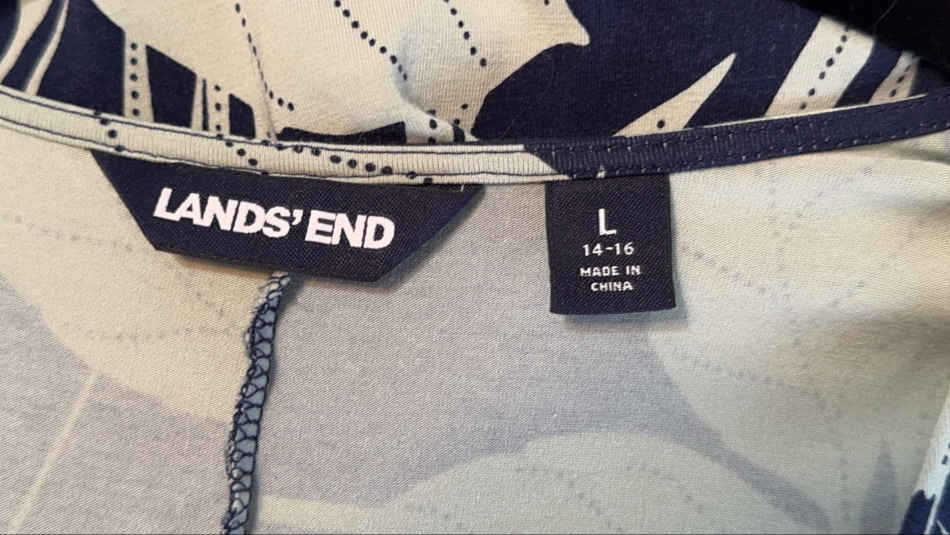 LANDS' END
L
14-16
MADE IN
CHINA